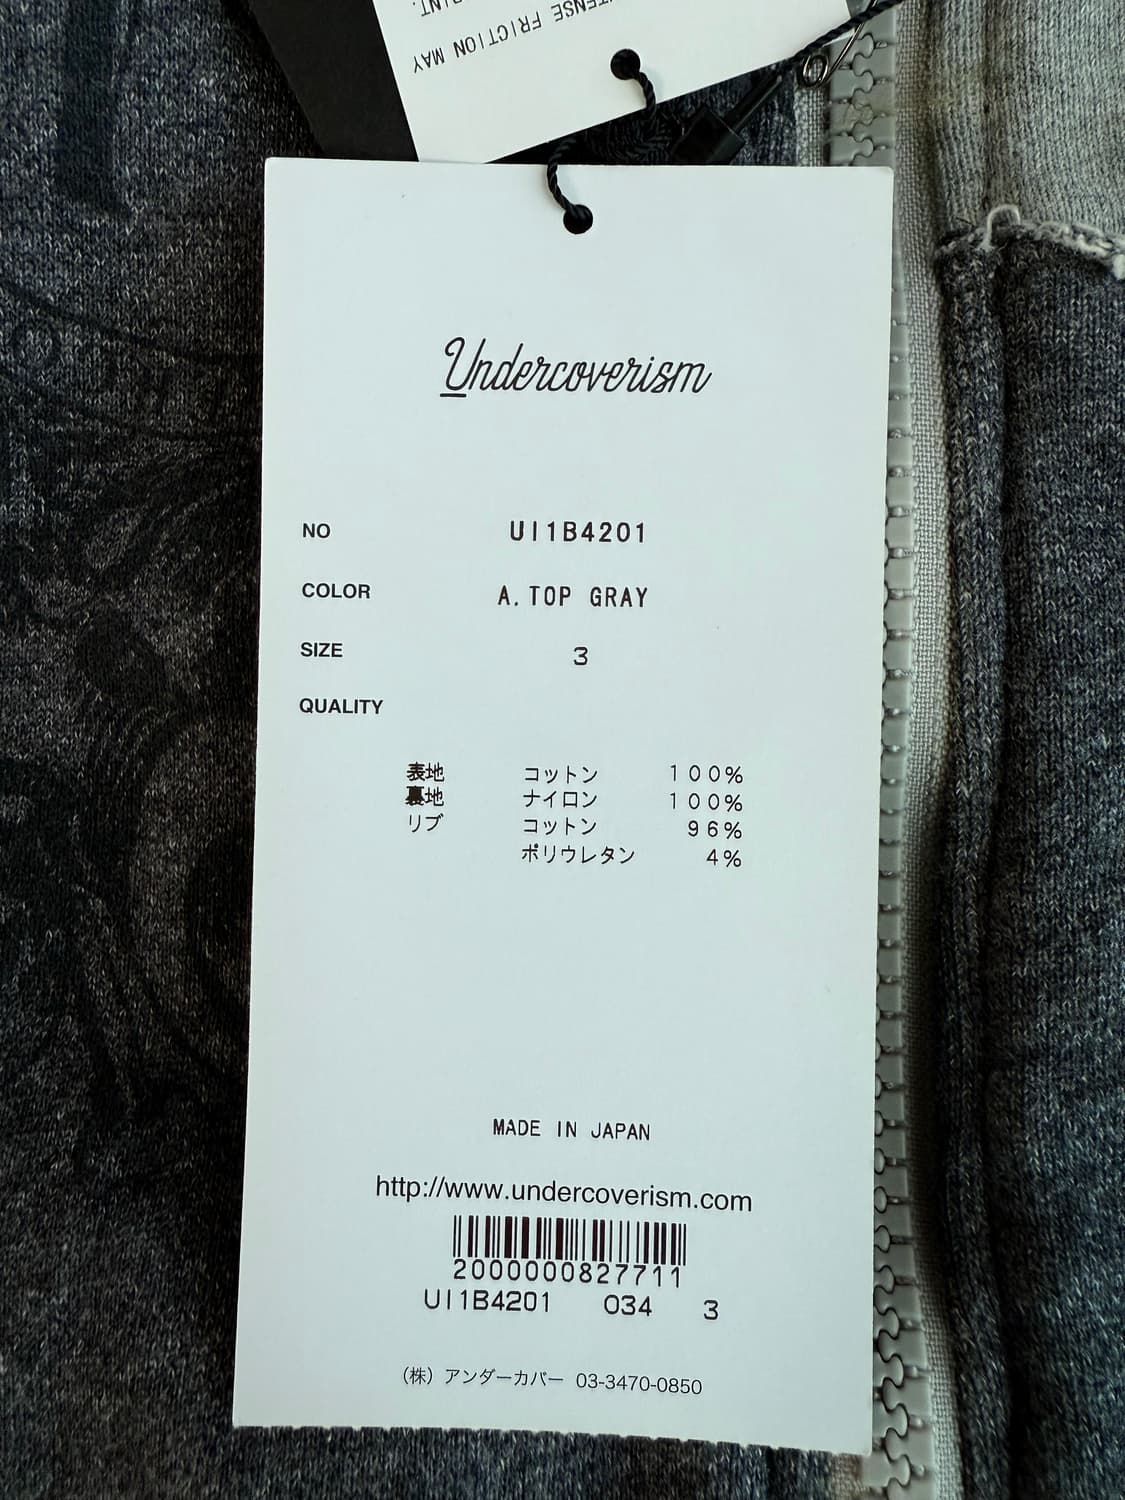 TENSE FRICTION MAY
Undercoverism
NO UI1B4201
COLOR A.TOP GRAY
SIZE 3
QUALITY
表地 コットン 100%
裏地 ナイロン 100%
リブ コットン 96%
ポリウレタン 4%
MADE IN JAPAN
http://www.undercoverism.com
2000000827711
UI1B4201 034 3
(株)アンダーカバー 03-3470-0850